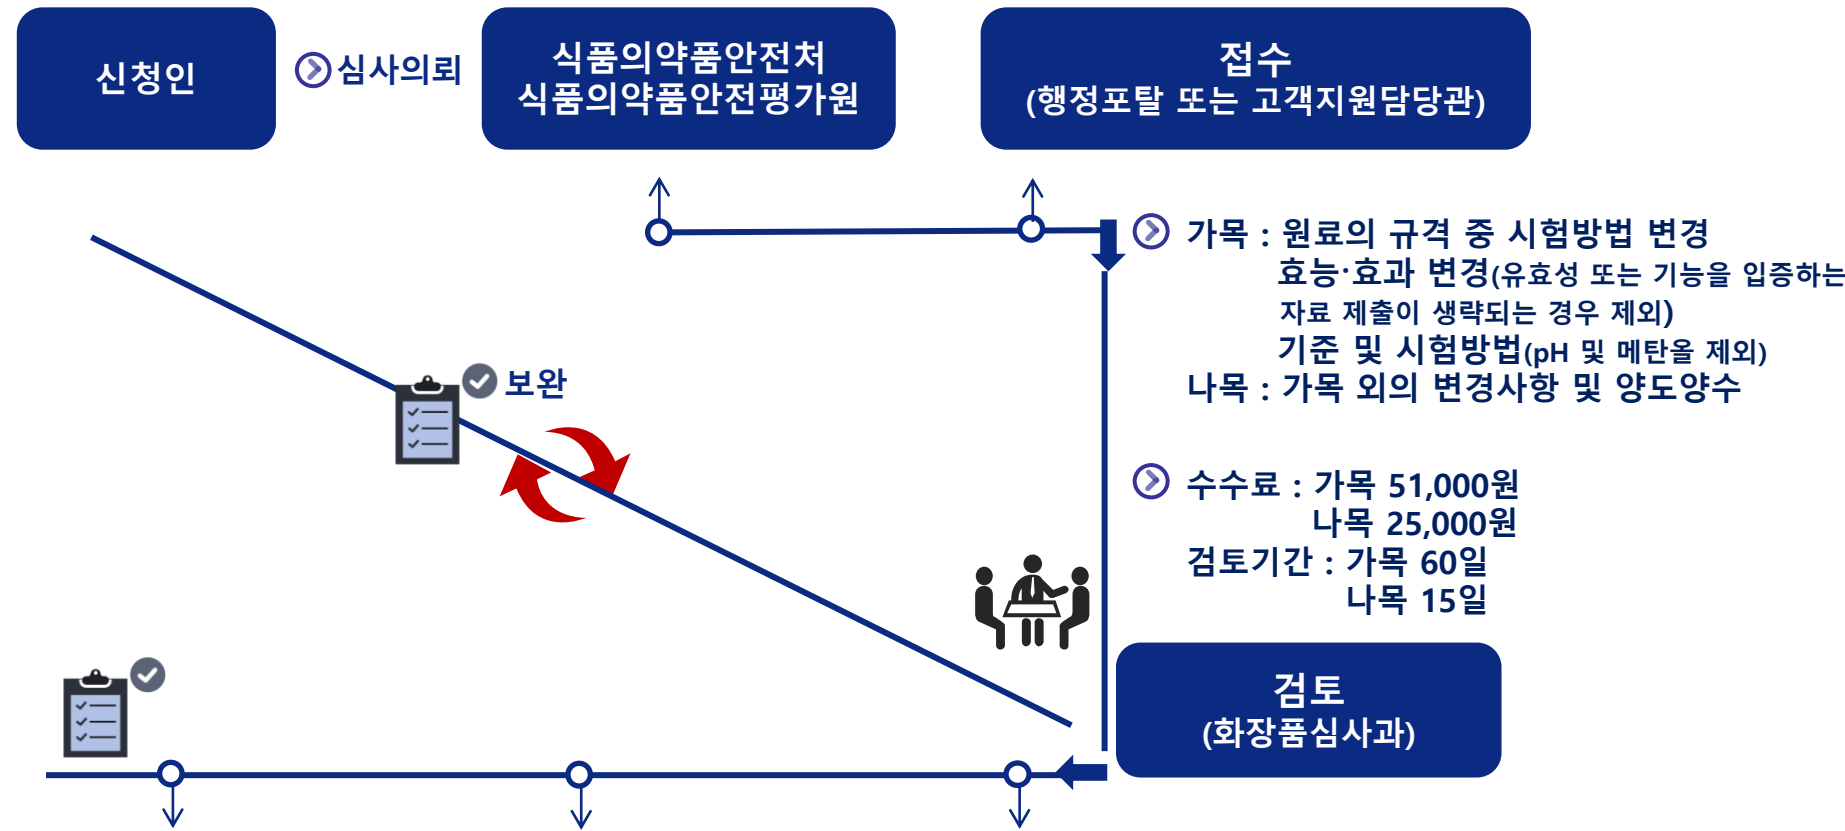 신청인
심사의뢰
식품의약품안전처
식품의약품안전평가원
접수
(행정포탈 또는 고객지원담당관)
가목 : 원료의 규격 중 시험방법 변경
효능·효과 변경(유효성 또는 기능을 입증하는
자료 제출이 생략되는 경우 제외)
기준 및 시험방법(pH 및 메탄올 제외)
나목 : 가목 외의 변경사항 및 양도양수
보완
수수료 : 가목 51,000원
나목 25,000원
검토기간 : 가목 60일
나목 15일
검토
(화장품심사과)